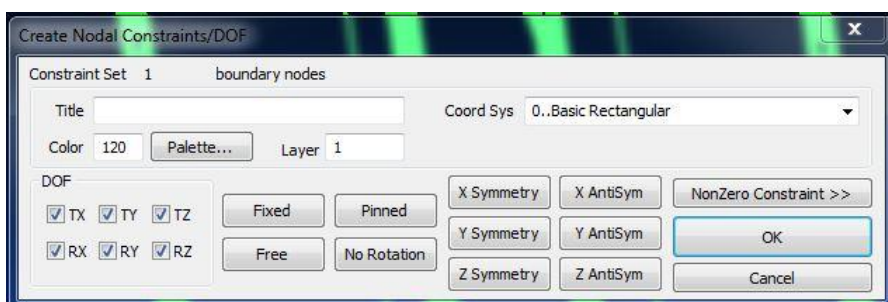 Create Nodal Constraints/DOF
x
Constraint Set 1 boundary nodes
Title Coord Sys 0..Basic Rectangular
Color 120 Palette... Layer 1
DOF
TX TY TZ
RX RY RZ
Fixed Pinned
Free No Rotation
X Symmetry X AntiSym
Y Symmetry Y AntiSym
Z Symmetry Z AntiSym
NonZero Constraint >>
OK
Cancel